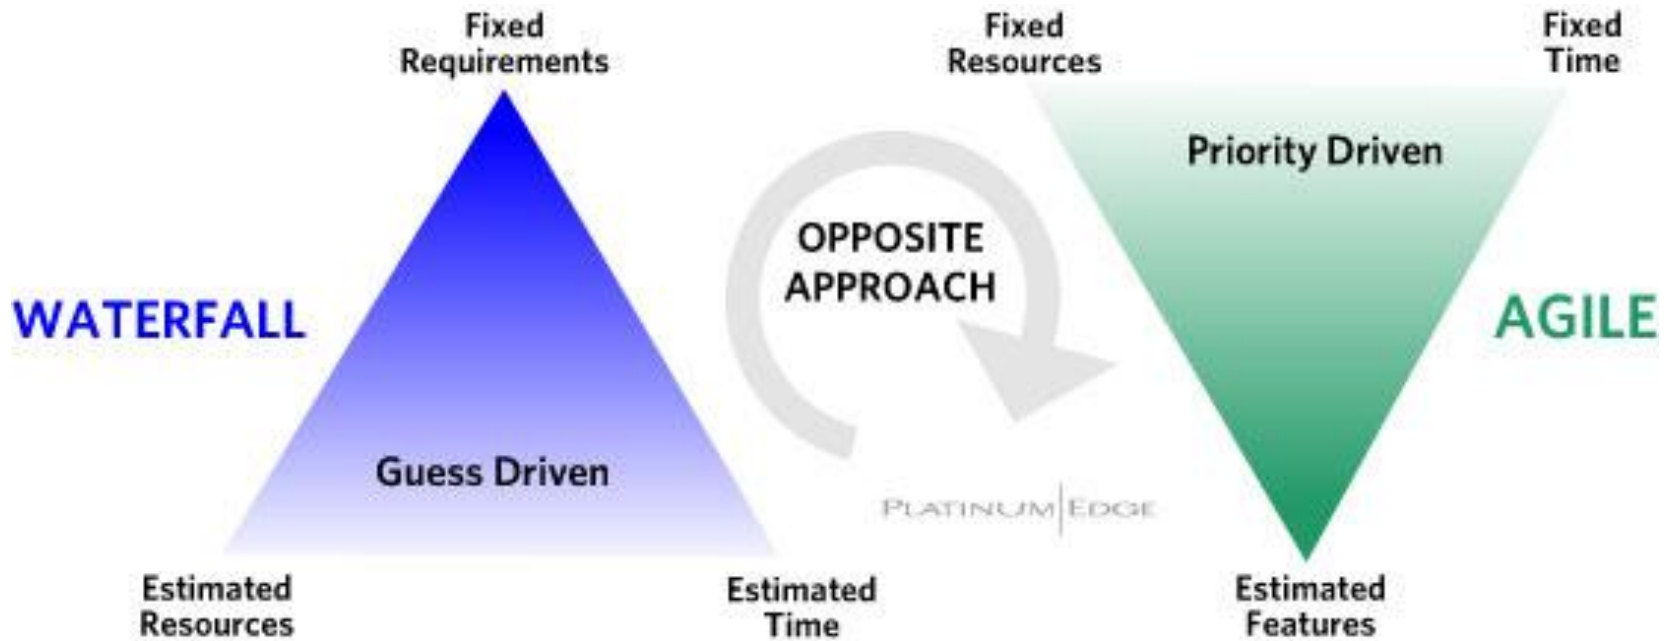 Fixed
Requirements
Fixed
Resources
Fixed
Time
Priority Driven
OPPOSITE
APPROACH
WATERFALL
AGILE
Guess Driven
PLATINUM|EDGE
Estimated
Resources
Estimated
Time
Estimated
Features